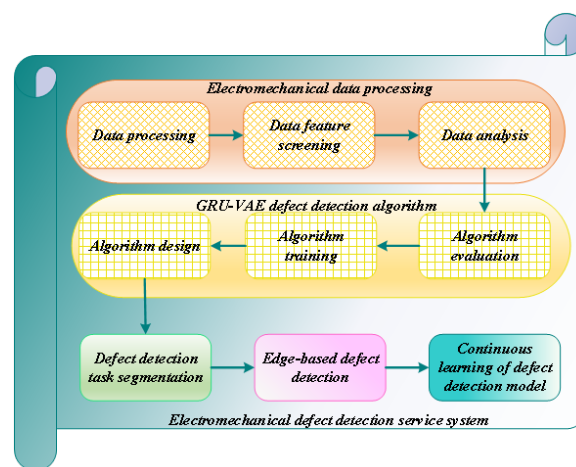 Electromechanical data processing
Data processing
Data feature
screening
Data analysis
GRU-VAE defect detection algorithm
Algorithm design
Algorithm
training
Algorithm
evaluation
Defect detection
task segmentation
Edge-based defect
detection
Continuous
learning of defect
detection model
Electromechanical defect detection service system